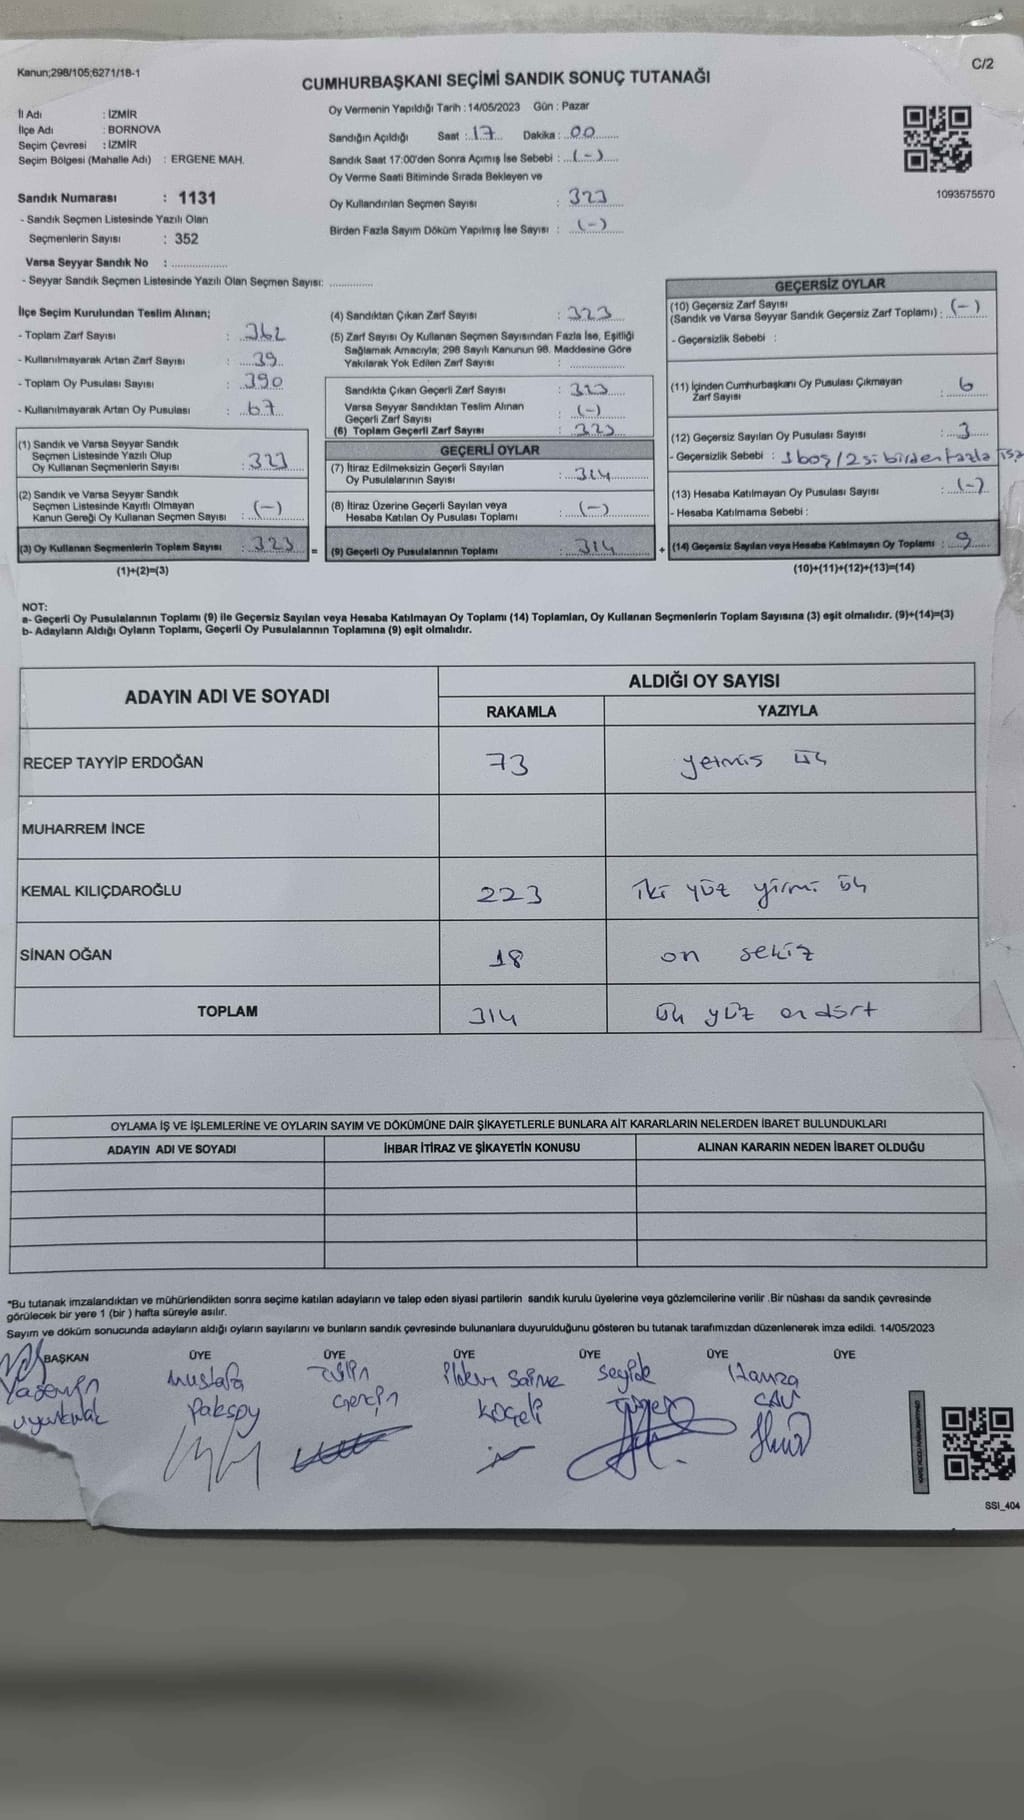 Kanun;298/105;6271/18-1
C/2
CUMHURBAŞKANI SEÇİMİ SANDIK SONUÇ TUTANAĞI
İl Adı : İZMİR
İlçe Adı : BORNOVA
Seçim Çevresi : İZMİR
Seçim Bölgesi (Mahalle Adı) : ERGENE MAH.
Sandık Numarası : 1131
- Sandık Seçmen Listesinde Yazılı Olan
Seçmenlerin Sayısı : 352
Varsa Seyyar Sandık No : ..................
- Seyyar Sandık Seçmen Listesinde Yazılı Olan Seçmen Sayısı: .............
Oy Vermenin Yapıldığı Tarih : 14/05/2023 Gün : Pazar
Sandığın Açıldığı Saat : 17 Dakika : 00
Sandık Saat 17:00'den Sonra Açımış İse Sebebi : (-)
Oy Verme Saati Bitiminde Sırada Bekleyen ve
Oy Kullandırılan Seçmen Sayısı : 323
Birden Fazla Sayım Döküm Yapılmış İse Sayısı : (-)
1093575570
İlçe Seçim Kurulundan Teslim Alınan;
- Toplam Zarf Sayısı : 362
- Kullanılmayarak Artan Zarf Sayısı : 39
- Toplam Oy Pusulası Sayısı : 390
- Kullanılmayarak Artan Oy Pusulası : 67
(1) Sandık ve Varsa Seyyar Sandık
Seçmen Listesinde Yazılı Olup
Oy Kullanan Seçmenlerin Sayısı : 323
(2) Sandık ve Varsa Seyyar Sandık
Seçmen Listesinde Kayıtlı Olmayan
Kanun Gereği Oy Kullanan Seçmen Sayısı : (-)
(3) Oy Kullanan Seçmenlerin Toplam Sayısı : 323 =
(1)+(2)=(3)
(4) Sandıktan Çıkan Zarf Sayısı : 323
(5) Zarf Sayısı Oy Kullanan Seçmen Sayısından Fazla İse, Eşitliği
Sağlamak Amacıyla, 298 Sayılı Kanunun 98. Maddesine Göre
Yakılarak Yok Edilen Zarf Sayısı : ..............
Sandıkta Çıkan Geçerli Zarf Sayısı : 323
Varsa Seyyar Sandıktan Teslim Alınan
Geçerli Zarf Sayısı : (-)
(6) Toplam Geçerli Zarf Sayısı : 323
GEÇERLİ OYLAR
(7) İtiraz Edilmeksizin Geçerli Sayılan
Oy Pusulalarının Sayısı : 314
(8) İtiraz Üzerine Geçerli Sayılan veya
Hesaba Katılan Oy Pusulası Toplamı : (-)
(9) Geçerli Oy Pusulalarının Toplamı : 314 +
GEÇERSİZ OYLAR
(10) Geçersiz Zarf Sayısı
(Sandık ve Varsa Seyyar Sandık Geçersiz Zarf Toplamı) : (-)
- Geçersizlik Sebebi :
(11) İçinden Cumhurbaşkanı Oy Pusulası Çıkmayan
Zarf Sayısı : 6
(12) Geçersiz Sayılan Oy Pusulası Sayısı : 3
- Geçersizlik Sebebi : 1 boş / 2 si birden fazla
(13) Hesaba Katılmayan Oy Pusulası Sayısı : (-)
- Hesaba Katılmama Sebebi :
(14) Geçersiz Sayılan veya Hesaba Katılmayan Oy Toplamı : 9
(10)+(11)+(12)+(13)=(14)
NOT:
a- Geçerli Oy Pusulalarının Toplamı (9) ile Geçersiz Sayılan veya Hesaba Katılmayan Oy Toplamı (14) Toplamları, Oy Kullanan Seçmenlerin Toplam Sayısına (3) eşit olmalıdır. (9)+(14)=(3)
b- Adayların Aldığı Oyların Toplamı, Geçerli Oy Pusulalarının Toplamına (9) eşit olmalıdır.
ADAYIN ADI VE SOYADI
ALDIĞI OY SAYISI
RAKAMLA YAZIYLA
RECEP TAYYİP ERDOĞAN 73 yetmiş üç
MUHARREM İNCE
KEMAL KILIÇDAROĞLU 223 iki yüz yirmi üç
SİNAN OĞAN 18 on sekiz
TOPLAM 314 üç yüz ondört
OYLAMA İŞ VE İŞLEMLERİNE VE OYLARIN SAYIM VE DÖKÜMÜNE DAİR ŞİKAYETLERLE BUNLARA AİT KARARLARIN NELERDEN İBARET BULUNDUKLARI
ADAYIN ADI VE SOYADI İHBAR İTİRAZ VE ŞİKAYETİN KONUSU ALINAN KARARIN NEDEN İBARET OLDUĞU
*Bu tutanak imzalandıktan ve mühürlendikten sonra seçime katılan adayların ve talep eden siyasi partilerin sandık kurulu üyelerine veya gözlemcilerine verilir .Bir nüshası da sandık çevresinde
görülecek bir yere 1 (bir ) hafta süreyle asılır.
Sayım ve döküm sonucunda adayların aldığı oyların sayılarını ve bunların sandık çevresinde bulunanlara duyurulduğunu gösteren bu tutanak tarafımızdan düzenlenerek imza edildi. 14/05/2023
BAŞKAN ÜYE ÜYE ÜYE ÜYE ÜYE ÜYE
Yasemin Mustafa Seyide Hamza
Paksoy Koçeli
SSI_404